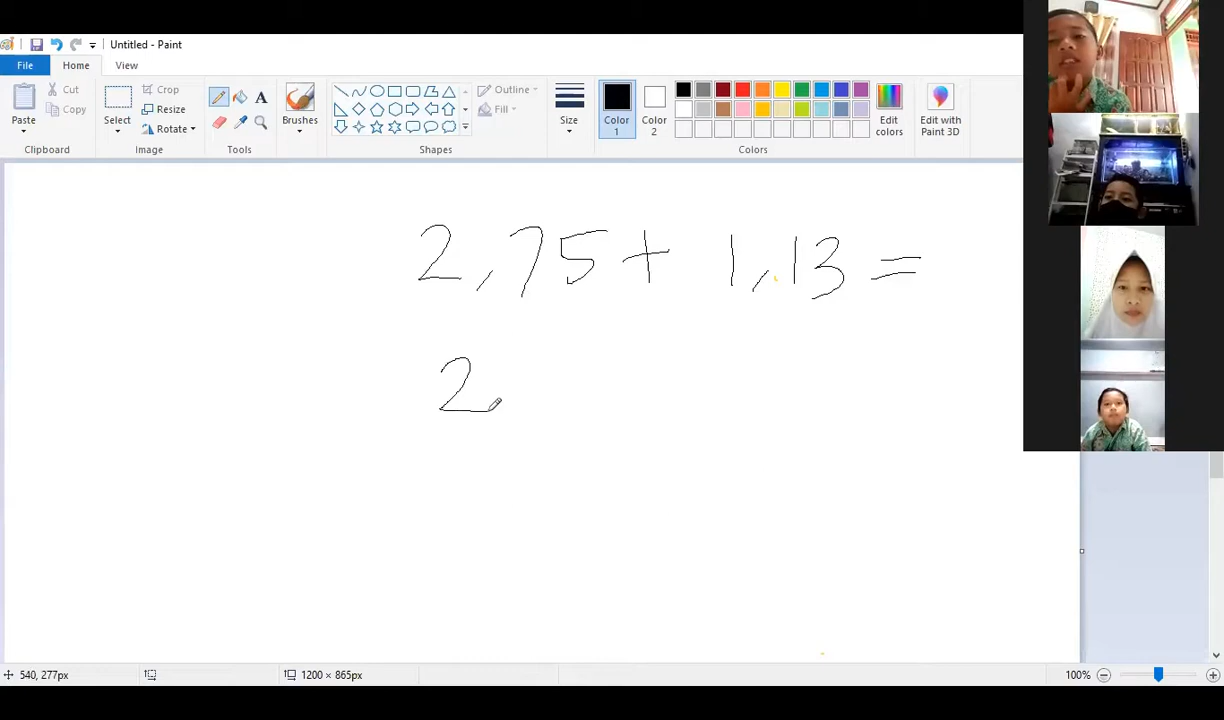 Untitled - Paint
File Home View
Paste Cut Copy Clipboard
Select Crop Resize Rotate Image
Tools
Brushes
Outline Fill Shapes
Size
Color 1
Color 2
Edit colors
Edit with Paint 3D
Colors
2,75 + 1,13 =
2
540, 277px
1200 × 865px
100%